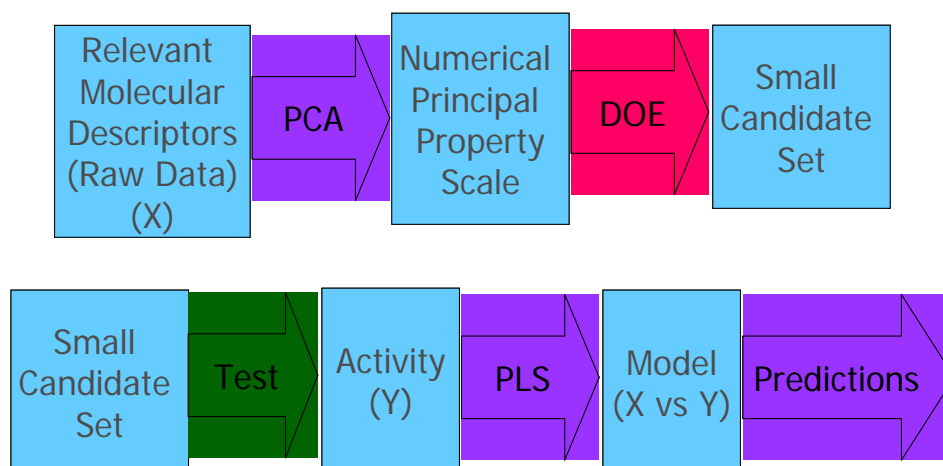 Relevant
Molecular
Descriptors
(Raw Data)
(X)
PCA
Numerical
Principal
Property
Scale
DOE
Small
Candidate
Set
Small
Candidate
Set
Test
Activity
(Y)
PLS
Model
(X vs Y)
Predictions